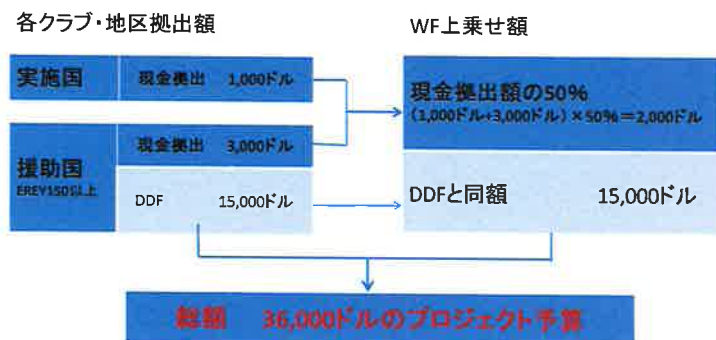 各クラブ・地区拠出額
WF上乗せ額
実施国 現金拠出 1,000ドル
現金拠出額の50%
(1,000ドル+3,000ドル)×50%=2,000ドル
援助国
EREY150以上
現金拠出 3,000ドル
DDF 15,000ドル
DDFと同額 15,000ドル
総額 36,000ドルのプロジェクト予算